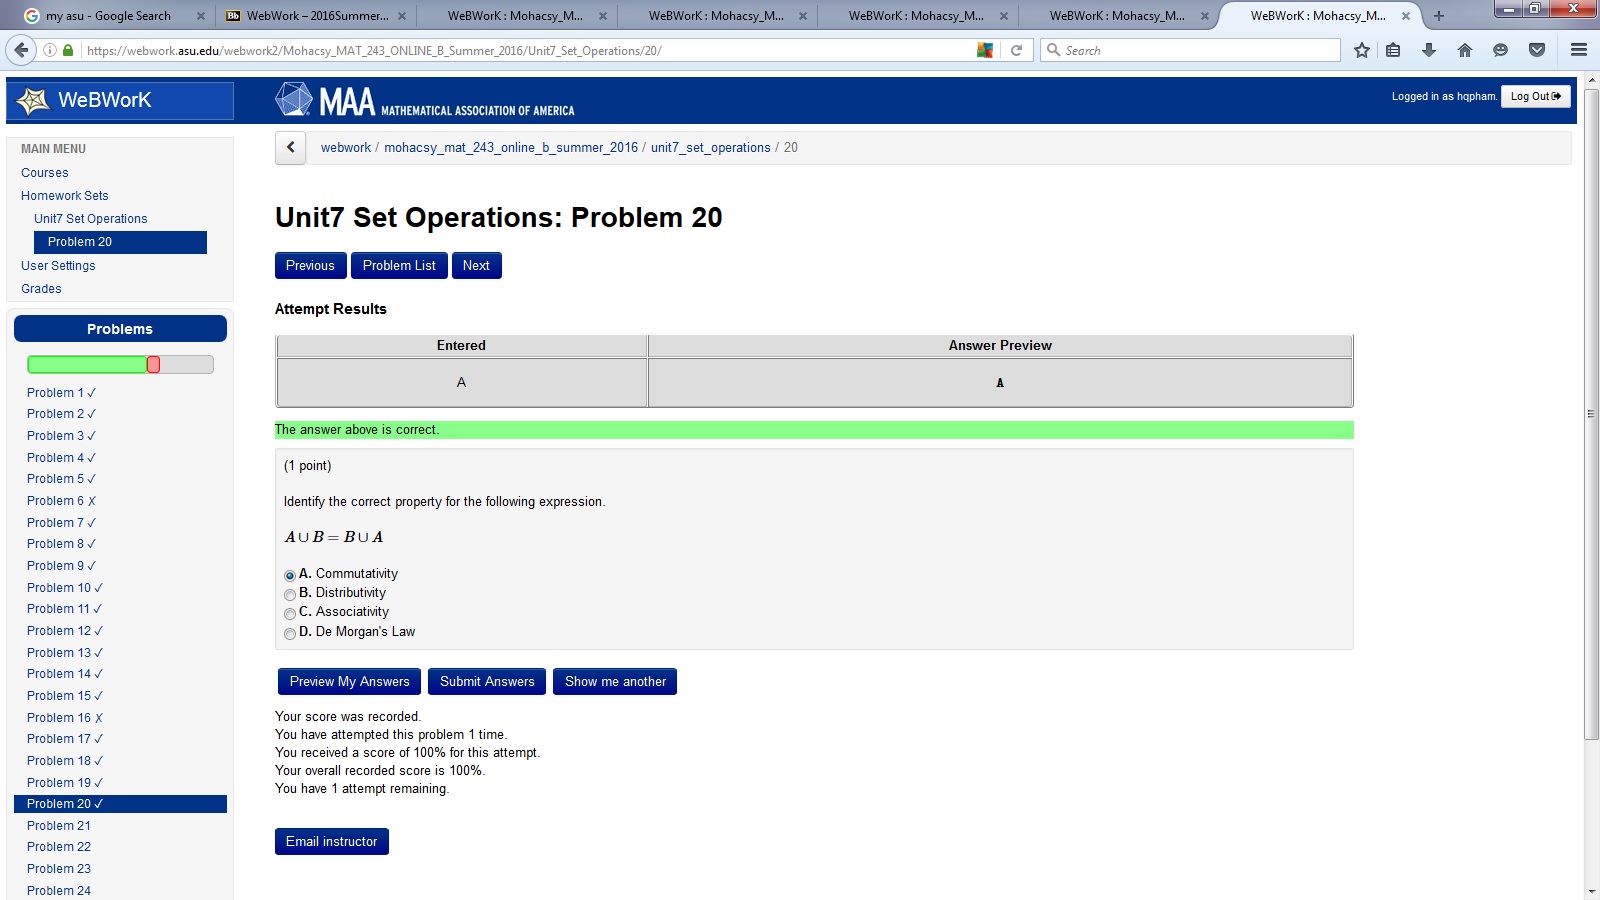 my asu - Google Search
Bb WebWork – 2016Summer...
WeBWorK : Mohacsy_M...
WeBWorK : Mohacsy_M...
WeBWorK : Mohacsy_M...
WeBWorK : Mohacsy_M...
WeBWorK : Mohacsy_M...
https://webwork.asu.edu/webwork2/Mohacsy_MAT_243_ONLINE_B_Summer_2016/Unit7_Set_Operations/20/
Search
WeBWorK
MAA MATHEMATICAL ASSOCIATION OF AMERICA
Logged in as hqpham. Log Out
MAIN MENU
Courses
Homework Sets
Unit7 Set Operations
Problem 20
User Settings
Grades
Problems
Problem 1 ✓
Problem 2 ✓
Problem 3 ✓
Problem 4 ✓
Problem 5 ✓
Problem 6 ✗
Problem 7 ✓
Problem 8 ✓
Problem 9 ✓
Problem 10 ✓
Problem 11 ✓
Problem 12 ✓
Problem 13 ✓
Problem 14 ✓
Problem 15 ✓
Problem 16 ✗
Problem 17 ✓
Problem 18 ✓
Problem 19 ✓
Problem 20 ✓
Problem 21
Problem 22
Problem 23
Problem 24
webwork / mohacsy_mat_243_online_b_summer_2016 / unit7_set_operations / 20
Unit7 Set Operations: Problem 20
Previous Problem List Next
Attempt Results
Entered Answer Preview
A A
The answer above is correct.
(1 point)
Identify the correct property for the following expression.
A ∪ B = B ∪ A
A. Commutativity
B. Distributivity
C. Associativity
D. De Morgan's Law
Preview My Answers Submit Answers Show me another
Your score was recorded.
You have attempted this problem 1 time.
You received a score of 100% for this attempt.
Your overall recorded score is 100%.
You have 1 attempt remaining.
Email instructor